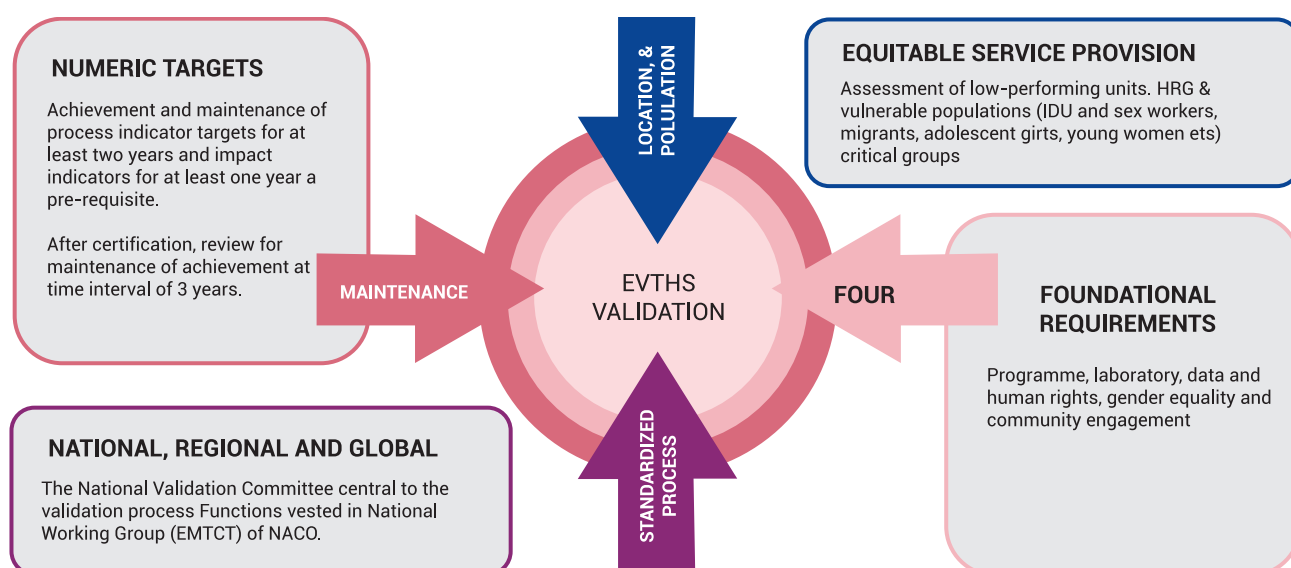 NUMERIC TARGETS
Achievement and maintenance of
process indicator targets for at
least two years and impact
indicators for at least one year a
pre-requisite.
After certification, review for
maintenance of achievement at
time interval of 3 years.
MAINTENANCE
LOCATION, &
POLULATION
EQUITABLE SERVICE PROVISION
Assessment of low-performing units. HRG &
vulnerable populations (IDU and sex workers,
migrants, adolescent girts, young women ets)
critical groups
EVTHS
VALIDATION
FOUR
FOUNDATIONAL
REQUIREMENTS
Programme, laboratory, data and
human rights, gender equality and
community engagement
NATIONAL, REGIONAL AND GLOBAL
The National Validation Committee central to the
validation process Functions vested in National
Working Group (EMTCT) of NACO.
STANDARDIZED
PROCESS